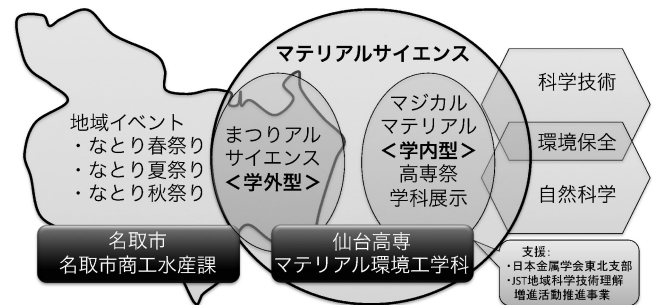 マテリアルサイエンス
地域イベント
・なとり春祭り
・なとり夏祭り
・なとり秋祭り
まつりアル
サイエンス
＜学外型＞
マジカル
マテリアル
＜学内型＞
高専祭
学科展示
科学技術
環境保全
自然科学
名取市
名取市商工水産課
仙台高専
マテリアル環境工学科
支援:
・日本金属学会東北支部
・JST地域科学技術理解
増進活動推進事業